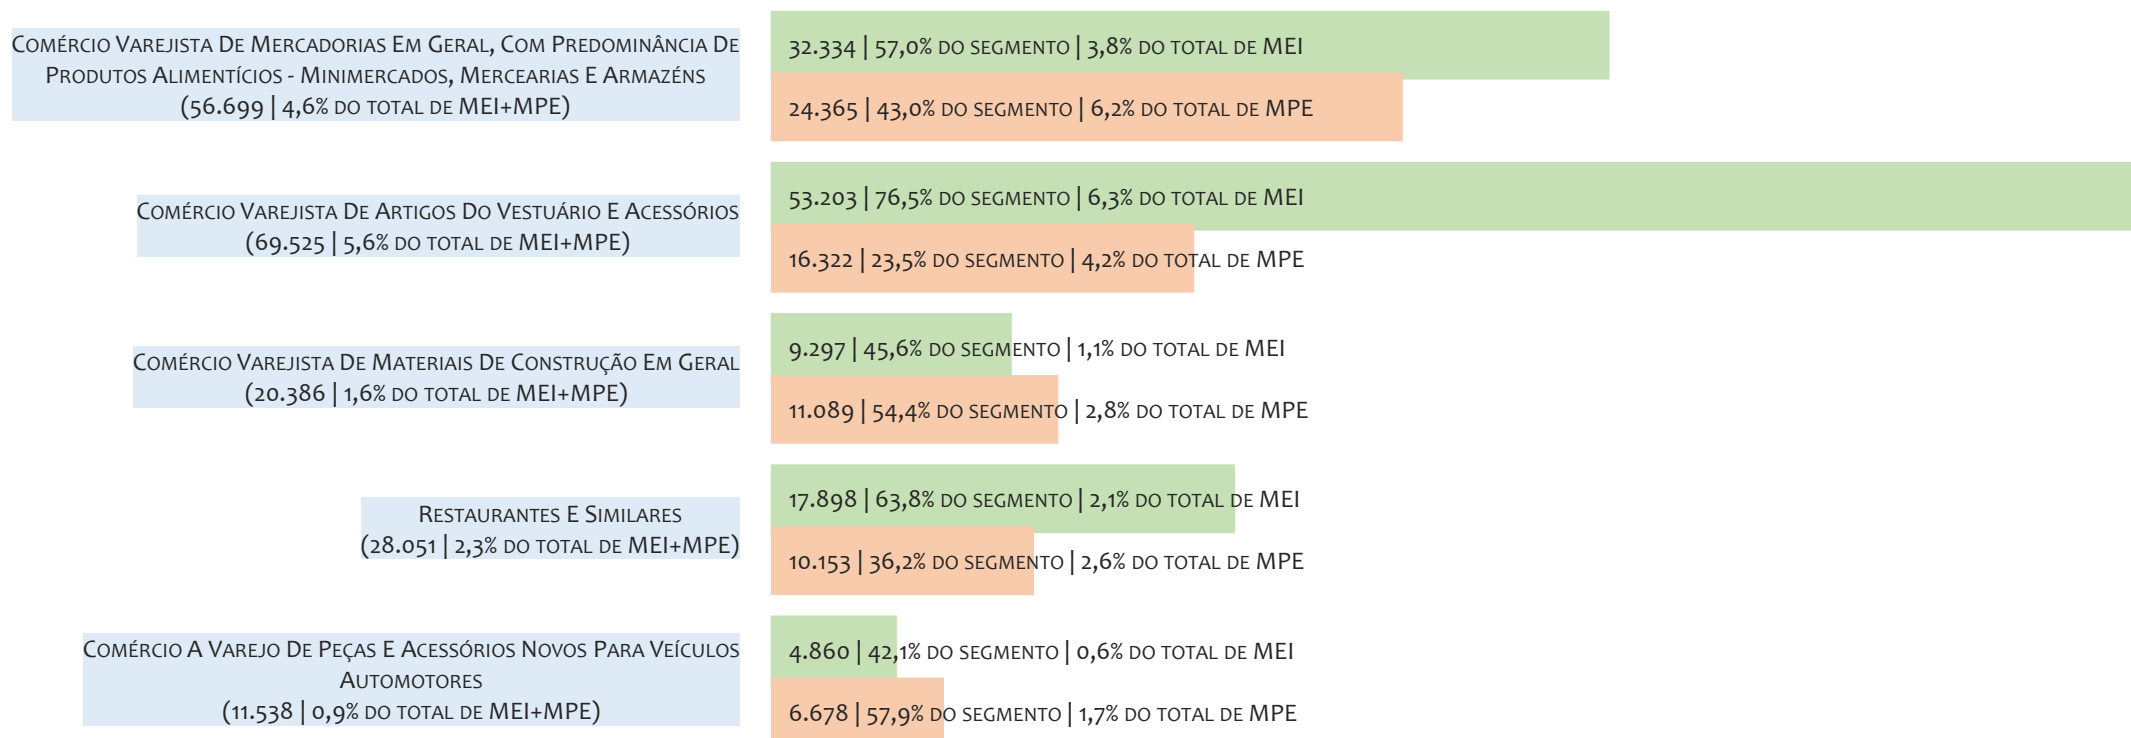 Comércio Varejista De Mercadorias Em Geral, Com Predominância De
Produtos Alimentícios - Minimercados, Mercearias E Armazéns
(56.699 | 4,6% do total de MEI+MPE)
32.334 | 57,0% do segmento | 3,8% do total de MEI
24.365 | 43,0% do segmento | 6,2% do total de MPE
Comércio Varejista De Artigos Do Vestuário E Acessórios
(69.525 | 5,6% do total de MEI+MPE)
53.203 | 76,5% do segmento | 6,3% do total de MEI
16.322 | 23,5% do segmento | 4,2% do total de MPE
Comércio Varejista De Materiais De Construção Em Geral
(20.386 | 1,6% do total de MEI+MPE)
9.297 | 45,6% do segmento | 1,1% do total de MEI
11.089 | 54,4% do segmento | 2,8% do total de MPE
Restaurantes E Similares
(28.051 | 2,3% do total de MEI+MPE)
17.898 | 63,8% do segmento | 2,1% do total de MEI
10.153 | 36,2% do segmento | 2,6% do total de MPE
Comércio A Varejo De Peças E Acessórios Novos Para Veículos
Automotores
(11.538 | 0,9% do total de MEI+MPE)
4.860 | 42,1% do segmento | 0,6% do total de MEI
6.678 | 57,9% do segmento | 1,7% do total de MPE